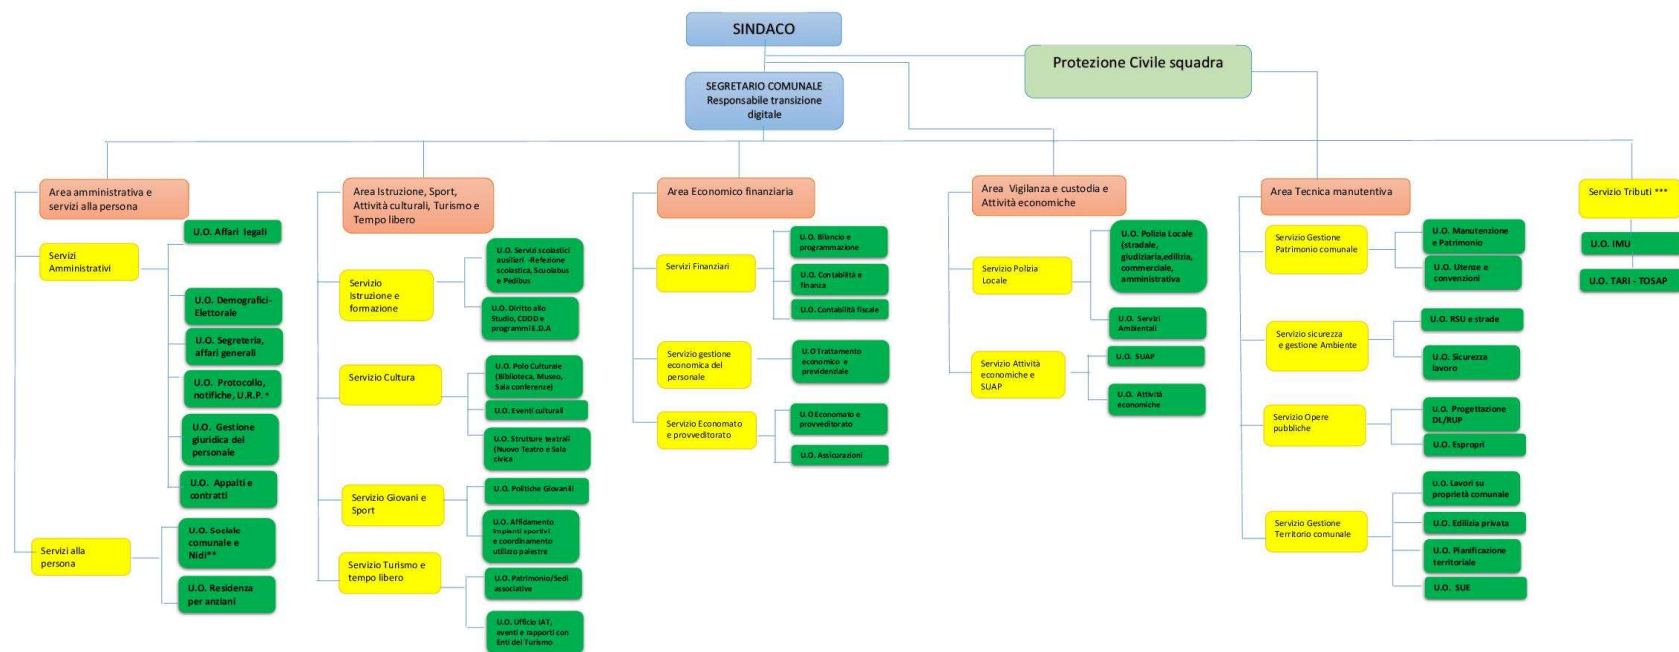 SINDACO
Protezione Civile squadra
SEGRETARIO COMUNALE
Responsabile transizione
digitale
Area amministrativa e
servizi alla persona
Servizi
Amministrativi
U.O. Affari legali
U.O. Demografici-
Elettorale
U.O. Segreteria,
affari generali
U.O. Protocollo,
notifiche, U.R.P. *
U.O. Gestione
giuridica del
personale
U.O. Appalti e
contratti
Servizi alla
persona
U.O. Sociale
comunale e
Nidi**
U.O. Residenza
per anziani
Area Istruzione, Sport,
Attività culturali, Turismo e
Tempo libero
Servizio
Istruzione e
formazione
U.O. Servizi scolastici
ausiliari -Refezione
scolastica, Scuolabus
e Pedibus
U.O. Diritto allo
Studio, CDDD e
programmi E.D.A
Servizio Cultura
U.O. Polo Culturale
(Biblioteca, Museo,
Sala conferenze)
U.O. Eventi culturali
U.O. Strutture teatrali
(Nuovo Teatro e Sala
civica
Servizio Giovani e
Sport
U.O. Politiche Giovanili
U.O. Affidamento
impianti sportivi
e coordinamento
utilizzo palestre
Servizio Turismo e
tempo libero
U.O. Patrimonio/Sedi
associative
U.O. Ufficio IAT,
eventi e rapporti con
Enti del Turismo
Area Economico finanziaria
Servizi Finanziari
U.O. Bilancio e
programmazione
U.O. Contabilità e
finanza
U.O. Contabilità fiscale
Servizio gestione
economica del
personale
U.O Trattamento
economico e
previdenziale
Servizio Economato
e provveditorato
U.O Economato e
provveditorato
U.O. Assicurazioni
Area Vigilanza e custodia e
Attività economiche
Servizio Polizia
Locale
U.O. Polizia Locale
(stradale,
giudiziaria,edilizia,
commerciale,
amministrativa
U.O. Servizi
Ambientali
Servizio Attività
economiche e
SUAP
U.O. SUAP
U.O. Attività
economiche
Area Tecnica manutentiva
Servizio Gestione
Patrimonio comunale
U.O. Manutenzione
e Patrimonio
U.O. Utenze e
convenzioni
Servizio sicurezza
e gestione Ambiente
U.O. RSU e strade
U.O. Sicurezza
lavoro
Servizio Opere
pubbliche
U.O. Progettazione
DL/RUP
U.O. Espropri
Servizio Gestione
Territorio comunale
U.O. Lavori su
proprietà comunale
U.O. Edilizia privata
U.O. Pianificazione
territoriale
U.O. SUE
Servizio Tributi ***
U.O. IMU
U.O. TARI - TOSAP